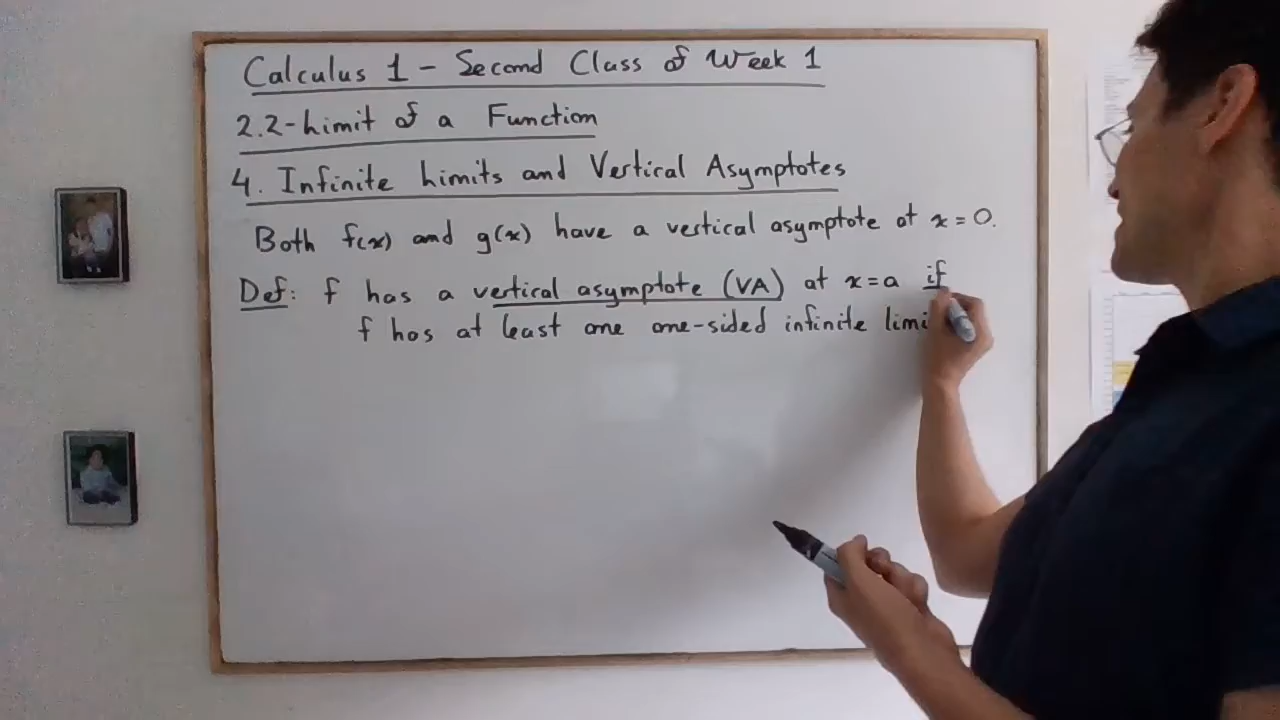 Calculus 1 - Second Class of Week 1
2.2-Limit of a Function
4. Infinite Limits and Vertical Asymptotes
Both f(x) and g(x) have a vertical asymptote at x=0.
Def: f has a vertical asymptote (VA) at x=a if
f has at least one one-sided infinite